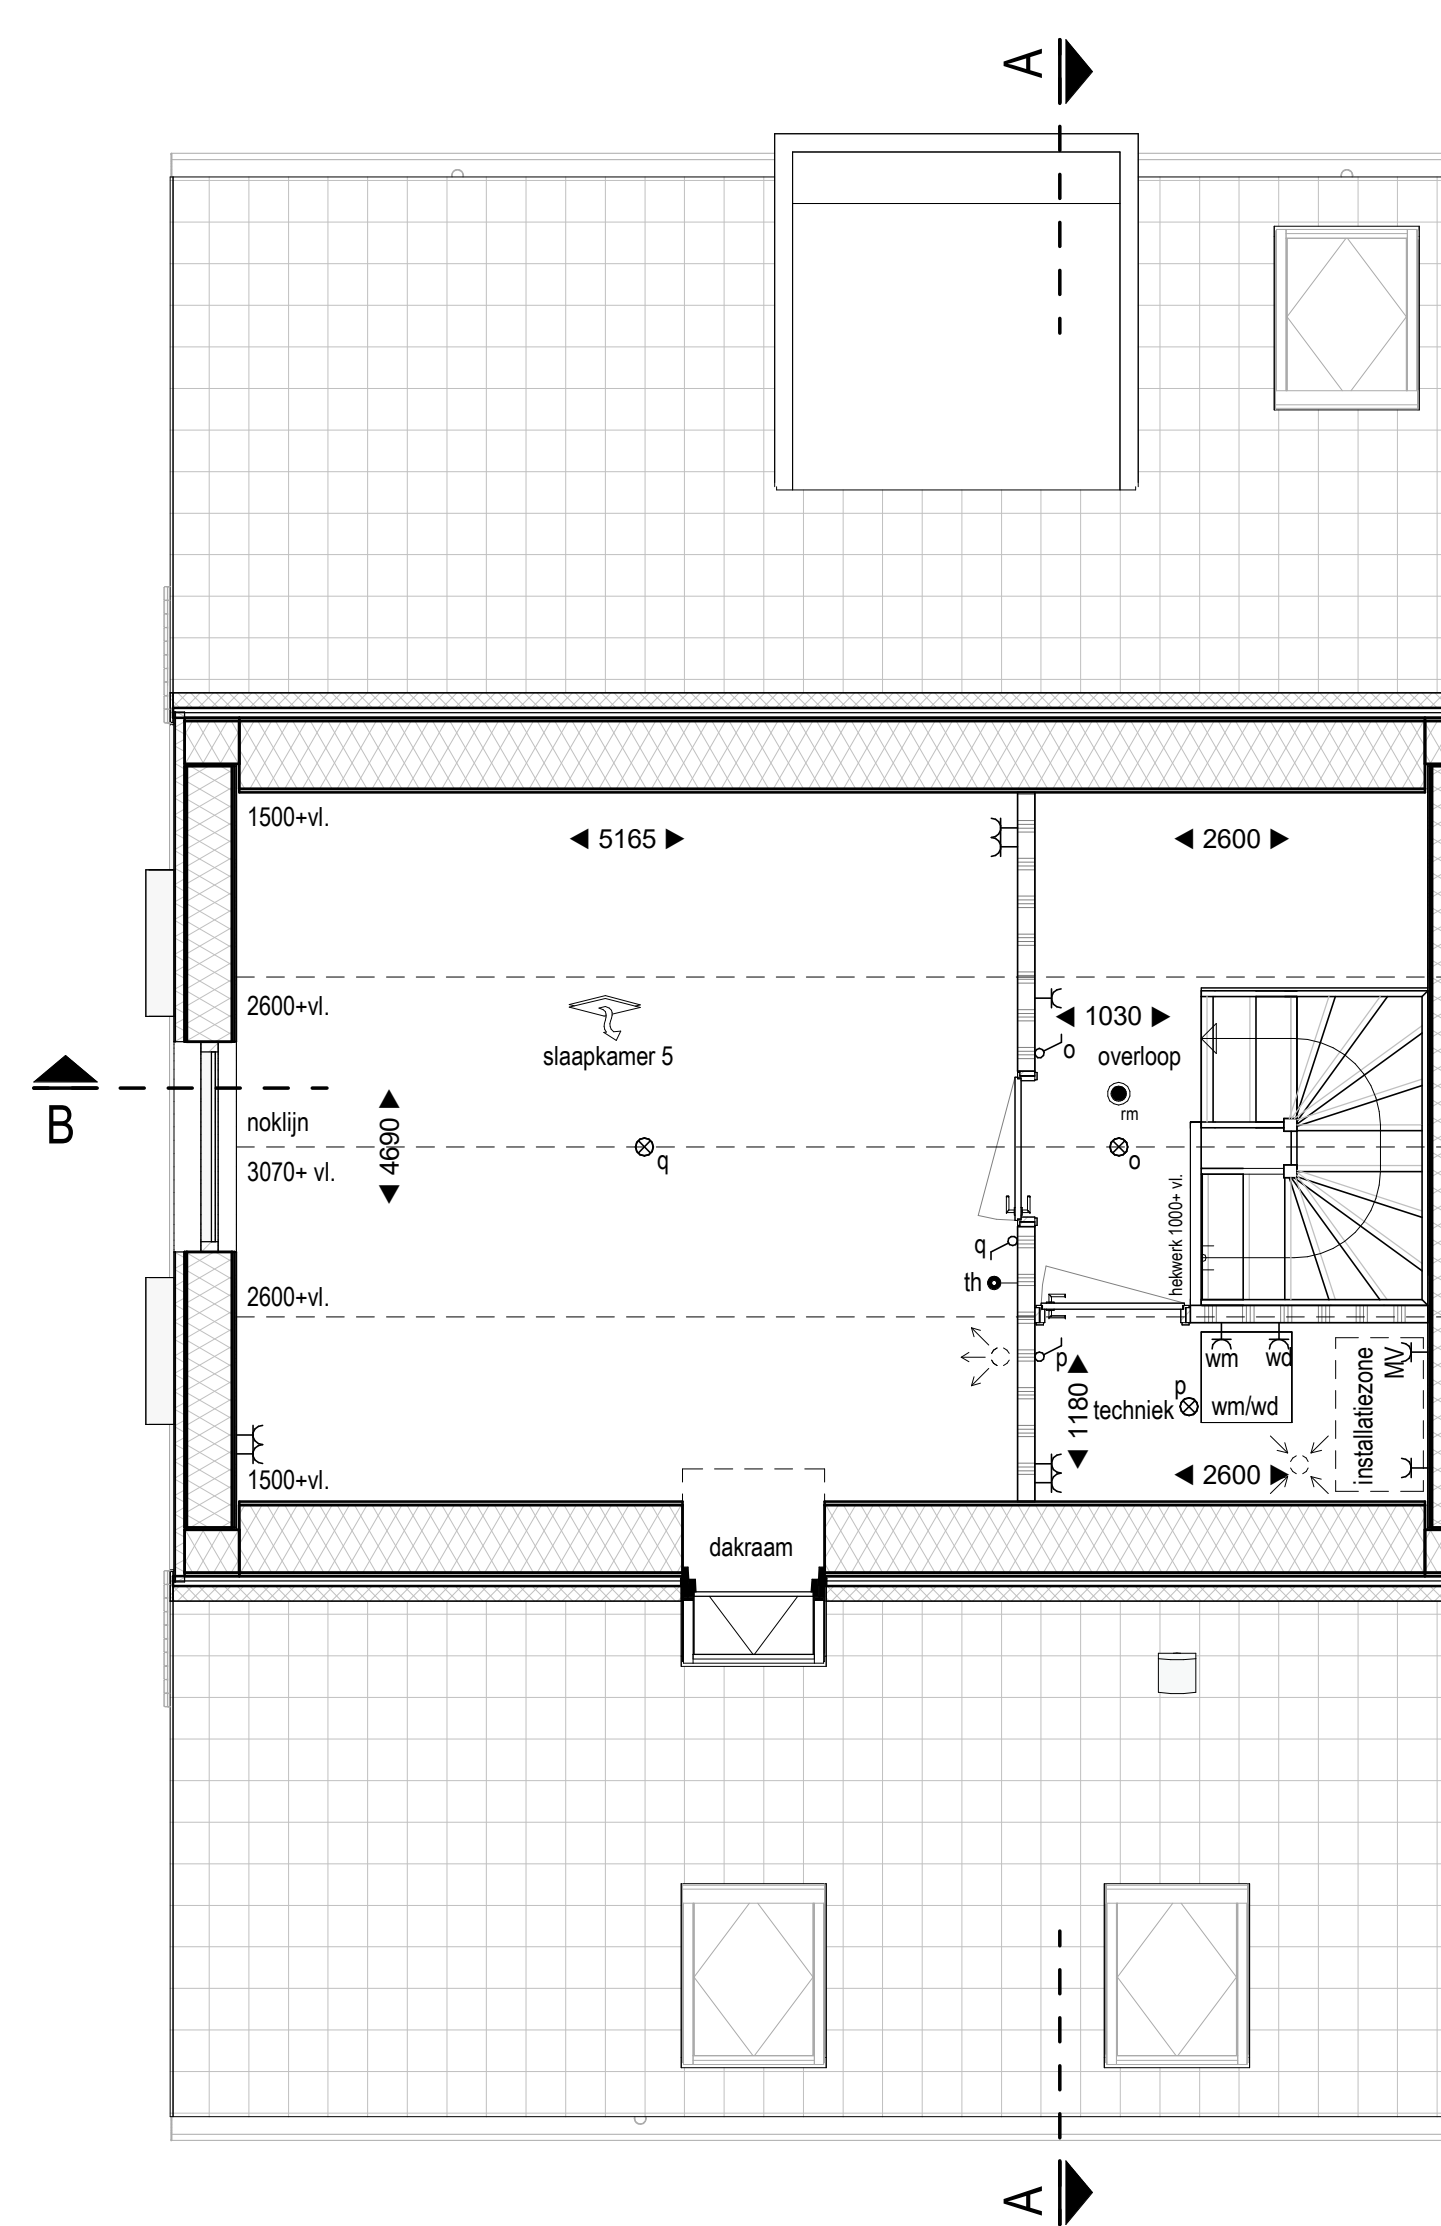 A
1500+vl.
5165
2600
2600+vl.
1030
slaapkamer 5
o
overloop
rm
B
noklijn
4690
3070+ vl.
q
o
hekwerk 1000+ vl.
q
th
2600+vl.
p
wm
wd
MV
installatiezone
1180
techniek
p
wm/wd
1500+vl.
2600
dakraam
A